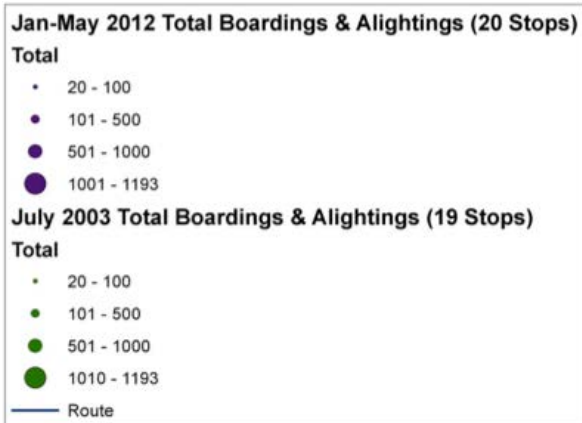 Jan-May 2012 Total Boardings & Alightings (20 Stops)
Total
20 - 100
101 - 500
501 - 1000
1001 - 1193
July 2003 Total Boardings & Alightings (19 Stops)
Total
20 - 100
101 - 500
501 - 1000
1010 - 1193
Route